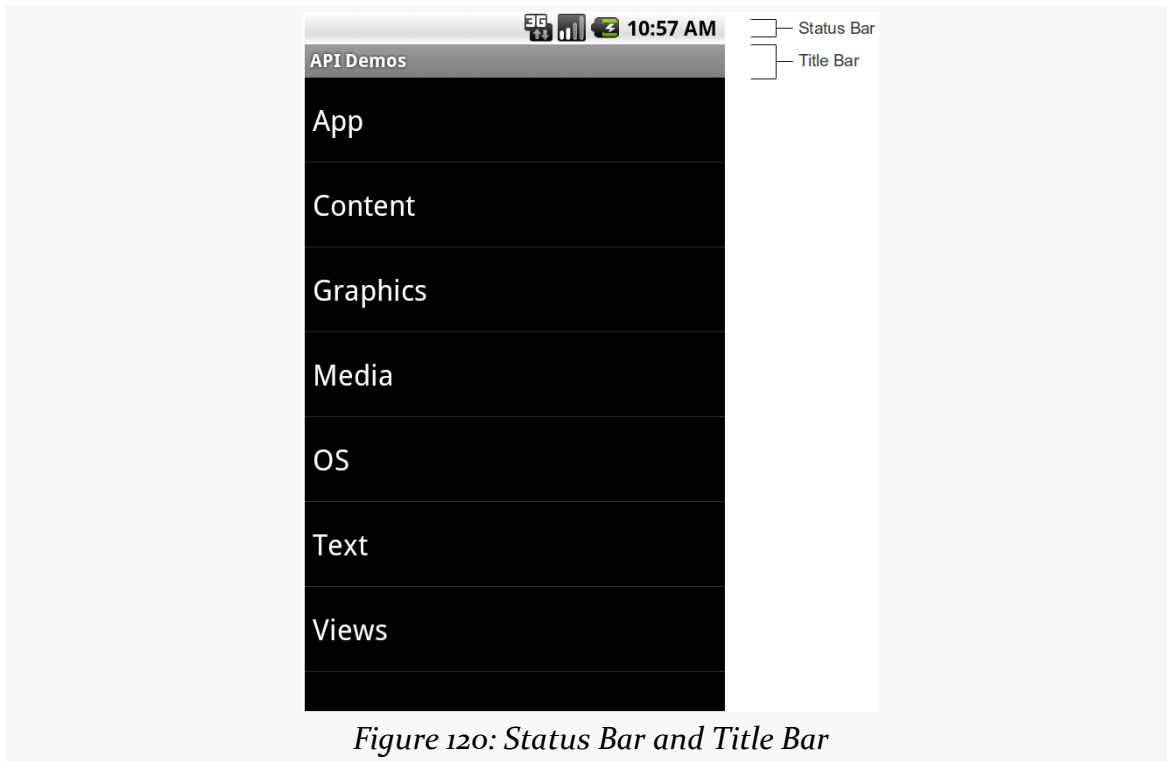 3G 10:57 AM
Status Bar
API Demos
Title Bar
App
Content
Graphics
Media
OS
Text
Views
Figure 120: Status Bar and Title Bar